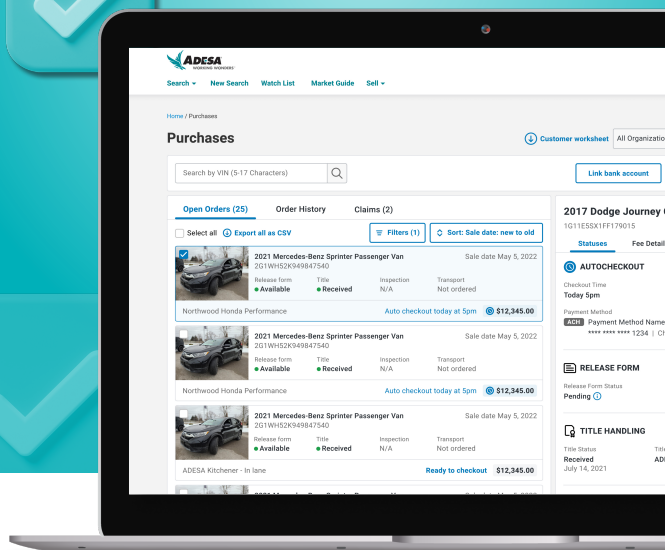 ADESA
WORKING WONDERS
Search New Search Watch List Market Guide Sell
Home / Purchases
Purchases
Customer worksheet All Organizatio
Search by VIN (5-17 Characters)
Link bank account
Open Orders (25) Order History Claims (2)
Select all Export all as CSV Filters (1) Sort: Sale date: new to old
2021 Mercedes-Benz Sprinter Passenger Van Sale date May 5, 2022
2G1WH52K949847540
Release form Title Inspection Transport
Available Received N/A Not ordered
Northwood Honda Performance Auto checkout today at 5pm $12,345.00
2021 Mercedes-Benz Sprinter Passenger Van Sale date May 5, 2022
2G1WH52K949847540
Release form Title Inspection Transport
Available Received N/A Not ordered
Northwood Honda Performance Auto checkout today at 5pm $12,345.00
2021 Mercedes-Benz Sprinter Passenger Van Sale date May 5, 2022
2G1WH52K949847540
Release form Title Inspection Transport
Available Received N/A Not ordered
ADESA Kitchener - In lane Ready to checkout $12,345.00
2017 Dodge Journey
1G11E5SX1FF179015
Statuses Fee Detail
AUTOCHECKOUT
Checkout Time
Today 5pm
Payment Method
ACH Payment Method Name
**** **** **** 1234 | Ch
RELEASE FORM
Release Form Status
Pending
TITLE HANDLING
Title Status Title
Received
July 14, 2021